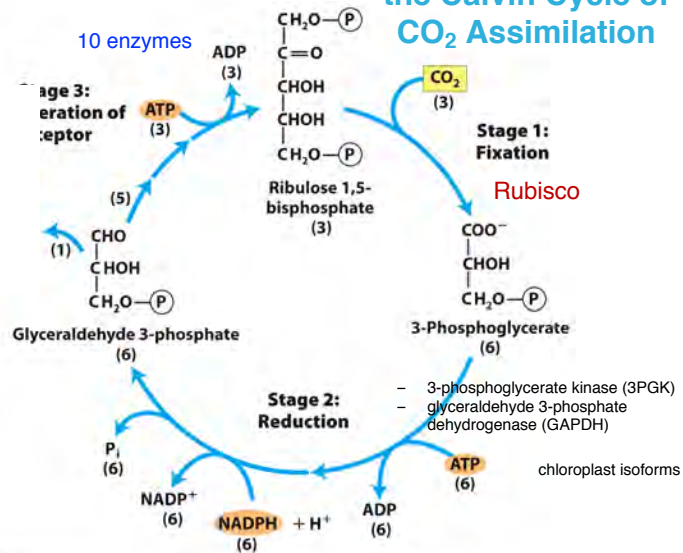 the Calvin Cycle of
CO₂ Assimilation
10 enzymes
CH₂O—P
C=O
CHOH
CHOH
CH₂O—P
Ribulose 1,5-
bisphosphate
(3)
CO₂
(3)
Stage 1:
Fixation
Rubisco
COO⁻
CHOH
CH₂O—P
3-Phosphoglycerate
(6)
– 3-phosphoglycerate kinase (3PGK)
– glyceraldehyde 3-phosphate
dehydrogenase (GAPDH)
chloroplast isoforms
ATP
(6)
ADP
(6)
Stage 2:
Reduction
NADPH + H⁺
(6)
NADP⁺
(6)
Pi
(6)
CHO
CHOH
CH₂O—P
Glyceraldehyde 3-phosphate
(6)
(1)
(5)
3:
of
ATP
(3)
ADP
(3)